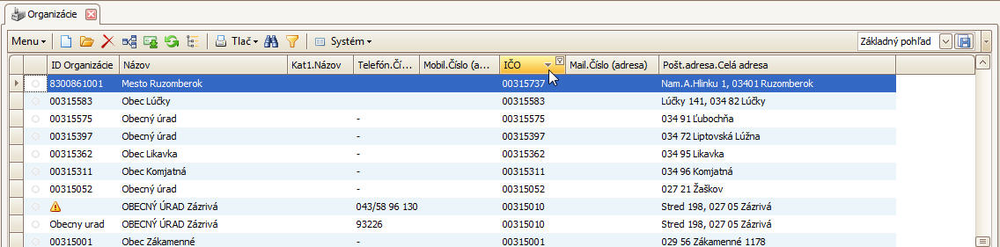 Organizácie
Menu Tlač Systém Základný pohľad
ID Organizácie Názov Kat1.Názov Telefón.Čí... Mobil.Číslo (a... IČO Mail.Číslo (adresa) Pošt.adresa.Celá adresa
8300861001 Mesto Ruzomberok 00315737 Nam.A.Hlinku 1, 03401 Ruzomberok
00315583 Obec Lúčky 00315583 Lúčky 141, 034 82 Lúčky
00315575 Obecný úrad - 00315575 034 91 Ľubochňa
00315397 Obecný úrad - 00315397 034 72 Liptovská Lúžna
00315362 Obec Likavka - 00315362 034 95 Likavka
00315311 Obec Komjatná - 00315311 034 96 Komjatná
00315052 Obecný úrad - 00315052 027 21 Žaškov
OBECNÝ ÚRAD Zázrivá 043/58 96 130 00315010 Stred 198, 027 05 Zázrivá
Obecny urad OBECNÝ ÚRAD Zázrivá 93226 00315010 Stred 198, 027 05 Zázrivá
00315001 Obec Zákamenné - 00315001 029 56 Zákamenné 1178